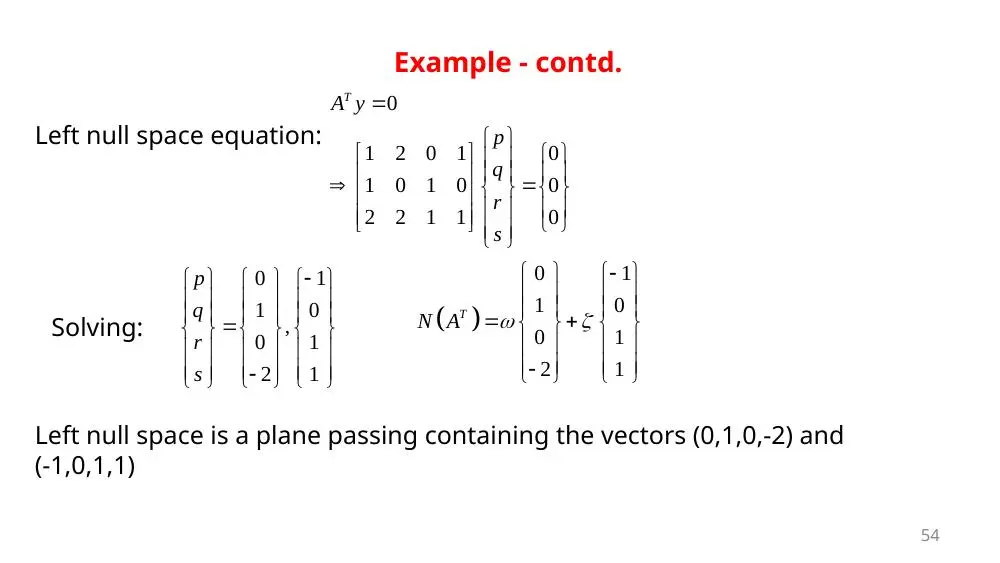 Example - contd.
Aᵀ y = 0
Left null space equation:
⇒ [1 2 0 1; 1 0 1 0; 2 2 1 1] {p; q; r; s} = {0; 0; 0}
Solving: {p; q; r; s} = {0; 1; 0; -2}, {-1; 0; 1; 1}
N(Aᵀ) = ω {0; 1; 0; -2} + ζ {-1; 0; 1; 1}
Left null space is a plane passing containing the vectors (0,1,0,-2) and
(-1,0,1,1)
54